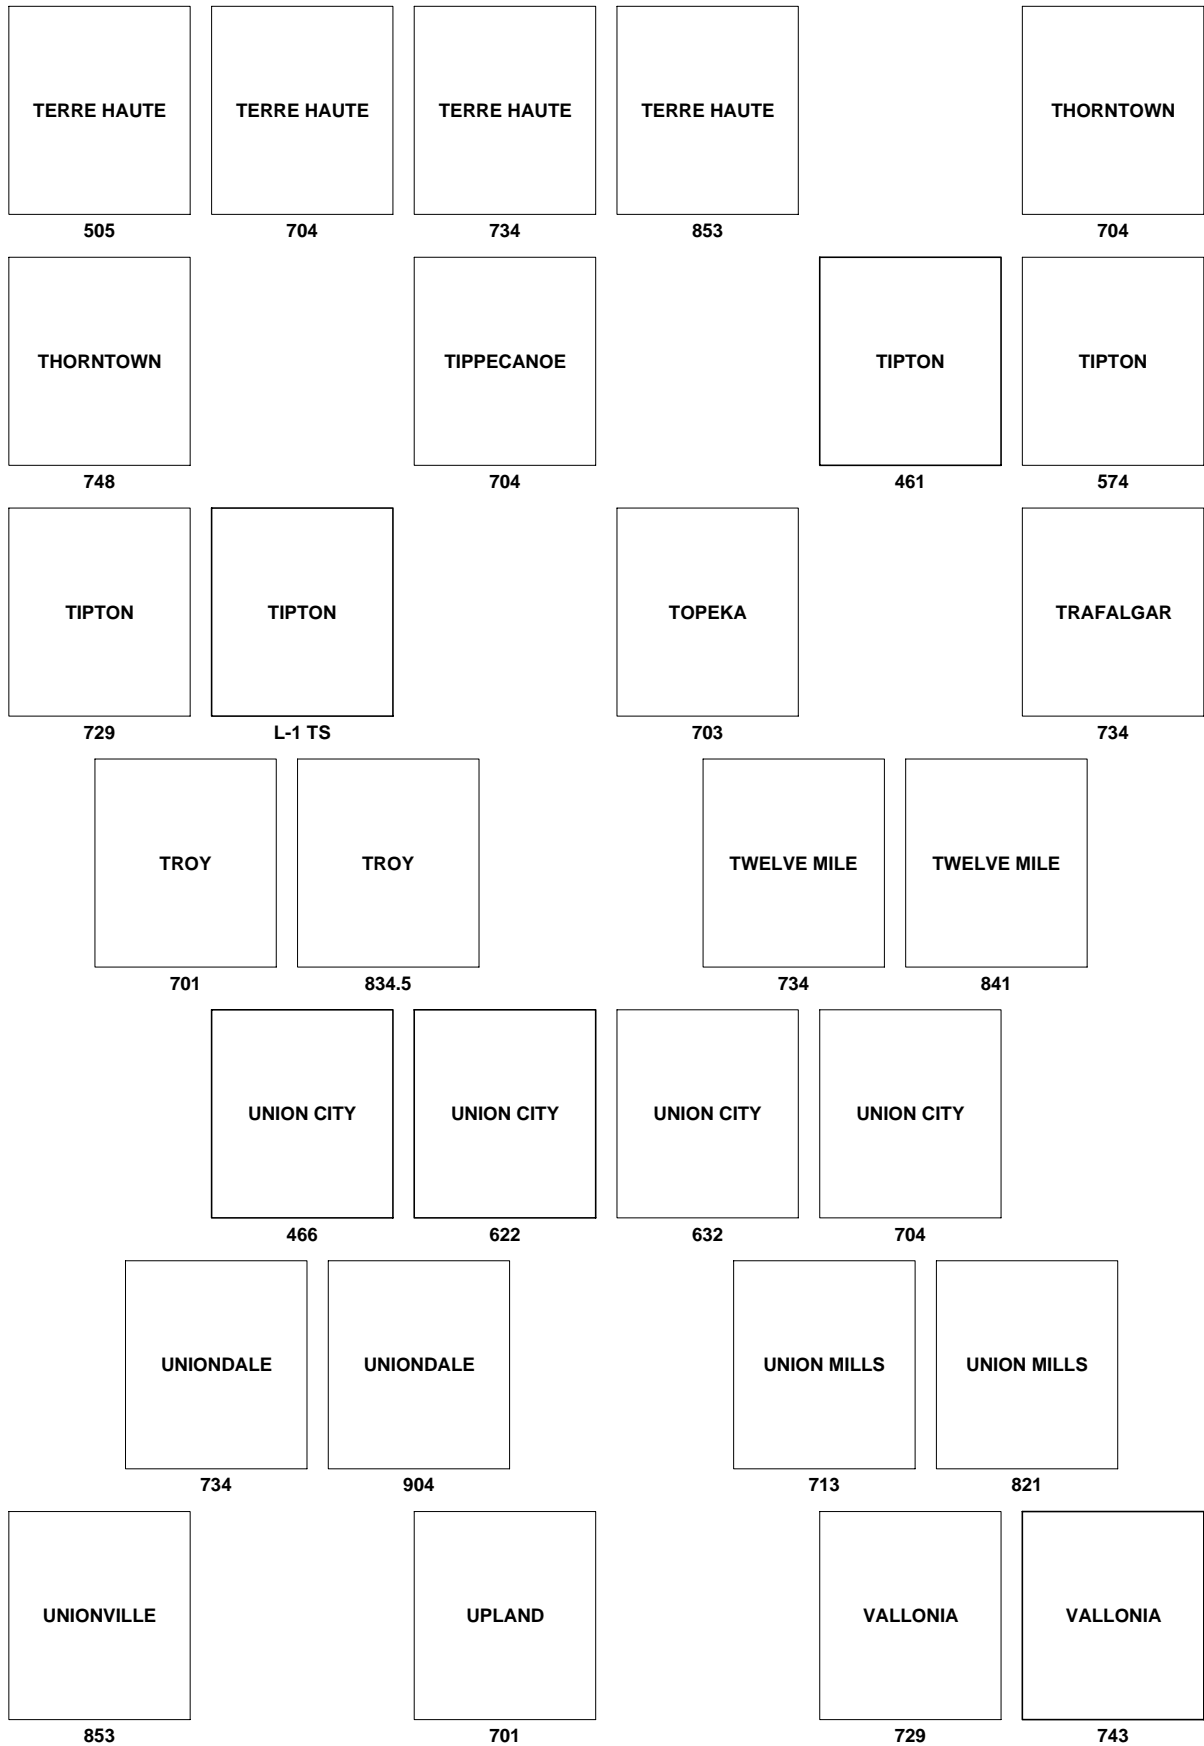 TERRE HAUTE TERRE HAUTE TERRE HAUTE TERRE HAUTE THORNTOWN
505 704 734 853 704
THORNTOWN TIPPECANOE TIPTON TIPTON
748 704 461 574
TIPTON TIPTON TOPEKA TRAFALGAR
729 L-1 TS 703 734
TROY TROY TWELVE MILE TWELVE MILE
701 834.5 734 841
UNION CITY UNION CITY UNION CITY UNION CITY
466 622 632 704
UNIONDALE UNIONDALE UNION MILLS UNION MILLS
734 904 713 821
UNIONVILLE UPLAND VALLONIA VALLONIA
853 701 729 743